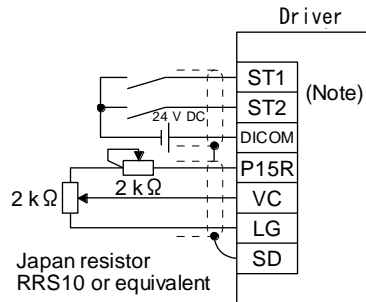 Driver
ST1
(Note)
ST2
24 V DC
DICOM
P15R
2 kΩ
2 kΩ
VC
LG
SD
Japan resistor
RRS10 or equivalent